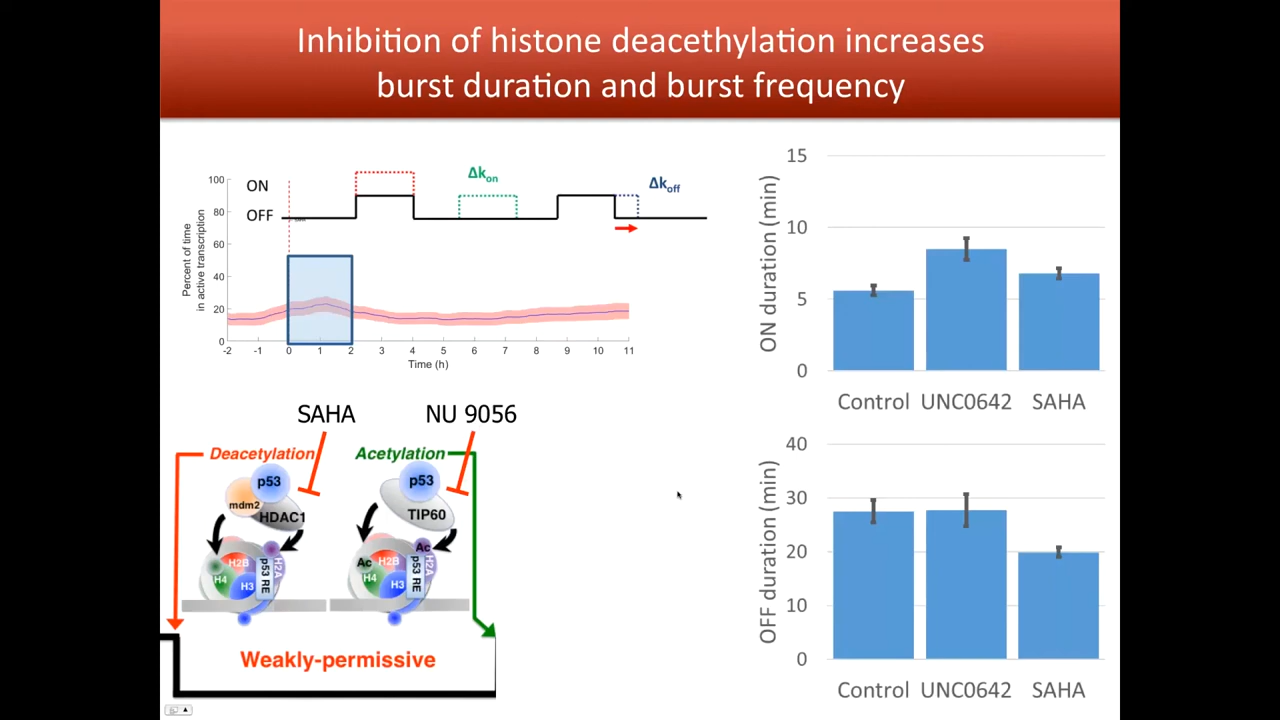 Inhibition of histone deacethylation increases
burst duration and burst frequency
ON
OFF
Δkon
Δkoff
Percent of time
in active transcription
100
80
60
40
20
0
-2 -1 0 1 2 3 4 5 6 7 8 9 10 11
Time (h)
SAHA
NU 9056
Deacetylation
p53
mdm2
HDAC1
H2B
H2A
H4
H3
p53 RE
Acetylation
p53
TIP60
Ac
Ac
H2B
H2A
H4
H3
p53 RE
Weakly-permissive
ON duration (min)
15
10
5
0
Control UNC0642 SAHA
OFF duration (min)
40
30
20
10
0
Control UNC0642 SAHA